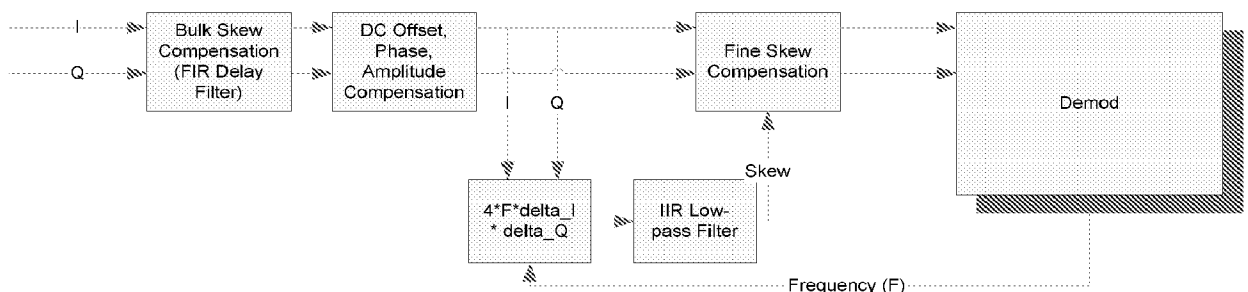 I
Q
Bulk Skew
Compensation
(FIR Delay
Filter)
DC Offset,
Phase,
Amplitude
Compensation
I
Q
Fine Skew
Compensation
Demod
Skew
4*F*delta_I
* delta_Q
IIR Low-
pass Filter
Frequency (F)